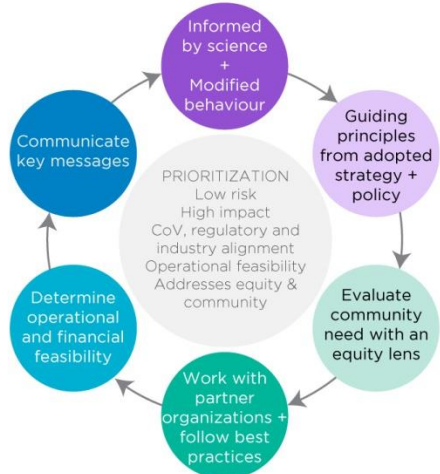 Informed
by science
+
Modified
behaviour
Guiding
principles
from adopted
strategy +
policy
Evaluate
community
need with an
equity lens
Work with
partner
organizations +
follow best
practices
Determine
operational
and financial
feasibility
Communicate
key messages
PRIORITIZATION
Low risk
High impact
CoV, regulatory and
industry alignment
Operational feasibility
Addresses equity &
community